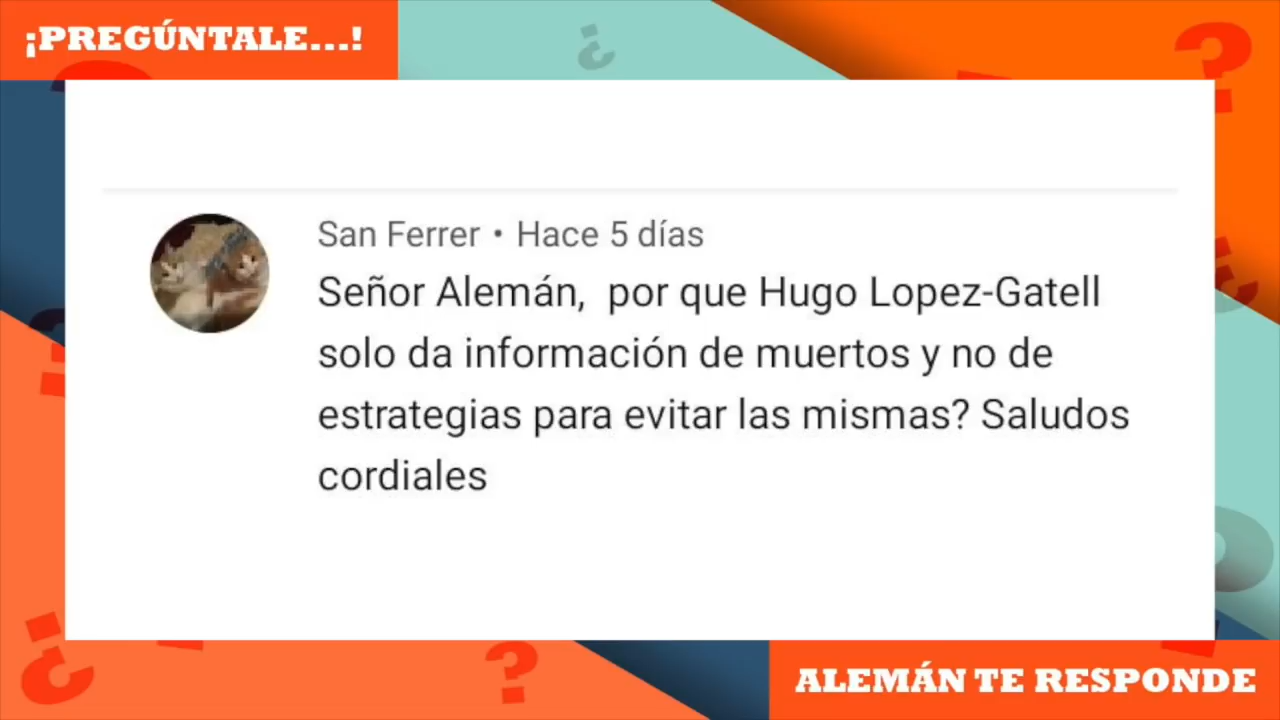 ¡PREGÚNTALE...!
San Ferrer • Hace 5 días
Señor Alemán,  por que Hugo Lopez-Gatell
solo da información de muertos y no de
estrategias para evitar las mismas? Saludos
cordiales
ALEMÁN TE RESPONDE